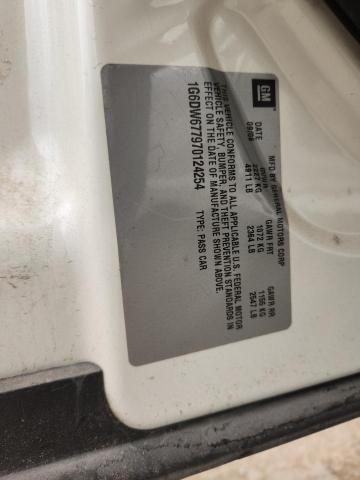 GM
MFD BY GENERAL MOTORS CORP
DATE GVWR GAWR FRT GAWR RR
09/08 2227 KG 1072 KG 1155 KG
4911 LB 2364 LB 2547 LB
THIS VEHICLE CONFORMS TO ALL APPLICABLE U.S. FEDERAL MOTOR
VEHICLE SAFETY, BUMPER, AND THEFT PREVENTION STANDARDS IN
EFFECT ON THE DATE OF MANUFACTURE SHOWN ABOVE.
1G6DW677970124254 TYPE: PASS CAR